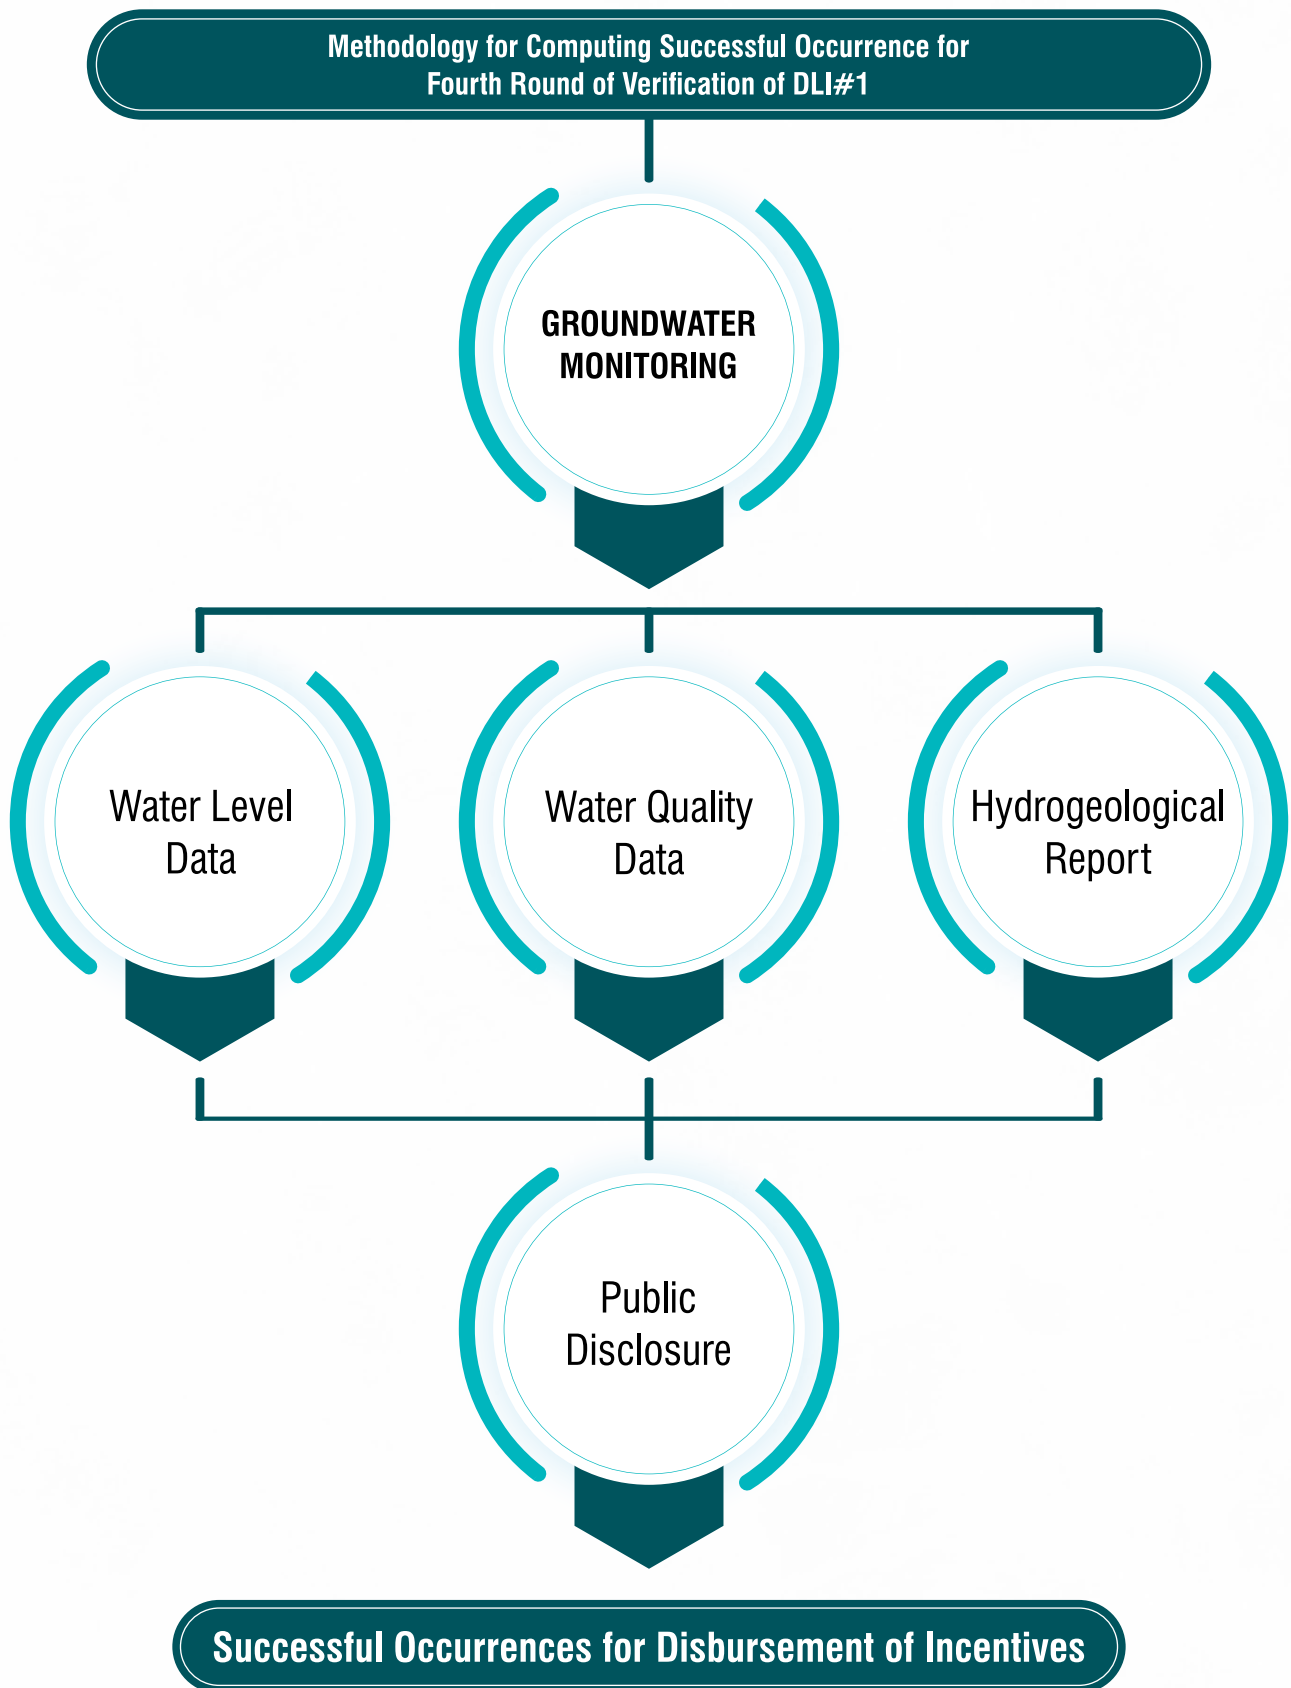 Methodology for Computing Successful Occurrence for
Fourth Round of Verification of DLI#1
GROUNDWATER
MONITORING
Water Level
Data
Water Quality
Data
Hydrogeological
Report
Public
Disclosure
Successful Occurrences for Disbursement of Incentives